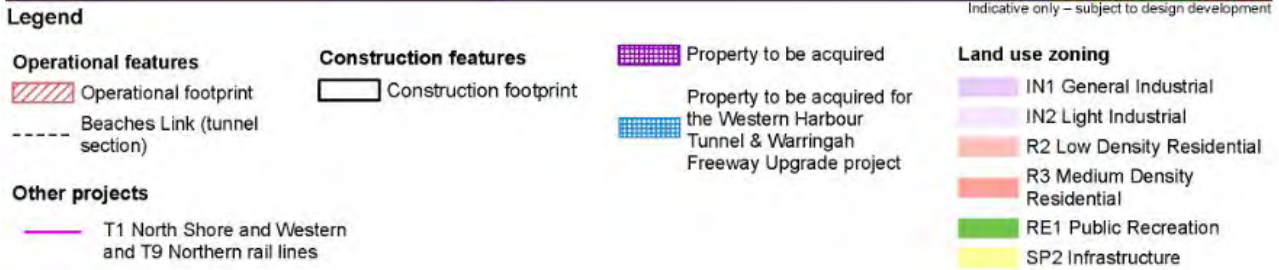 Indicative only – subject to design development
Legend
Operational features
Operational footprint
Beaches Link (tunnel
section)
Other projects
T1 North Shore and Western
and T9 Northern rail lines
Construction features
Construction footprint
Property to be acquired
Property to be acquired for
the Western Harbour
Tunnel & Warringah
Freeway Upgrade project
Land use zoning
IN1 General Industrial
IN2 Light Industrial
R2 Low Density Residential
R3 Medium Density
Residential
RE1 Public Recreation
SP2 Infrastructure